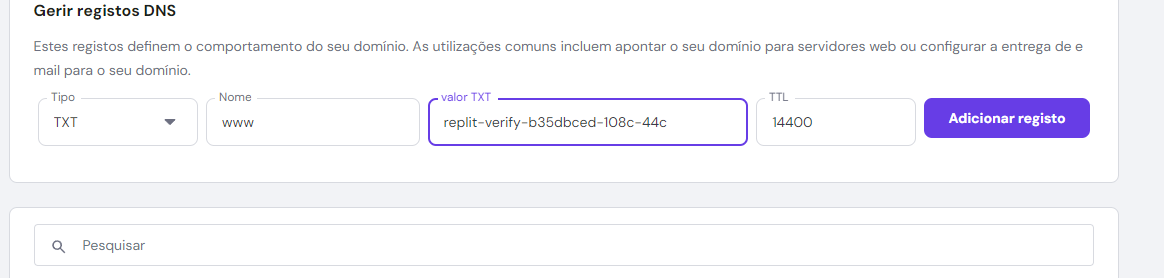 Gerir registos DNS
Estes registos definem o comportamento do seu domínio. As utilizações comuns incluem apontar o seu domínio para servidores web ou configurar a entrega de e
mail para o seu domínio.
Tipo Nome valor TXT TTL
TXT www replit-verify-b35dbced-108c-44c 14400 Adicionar registo
Pesquisar